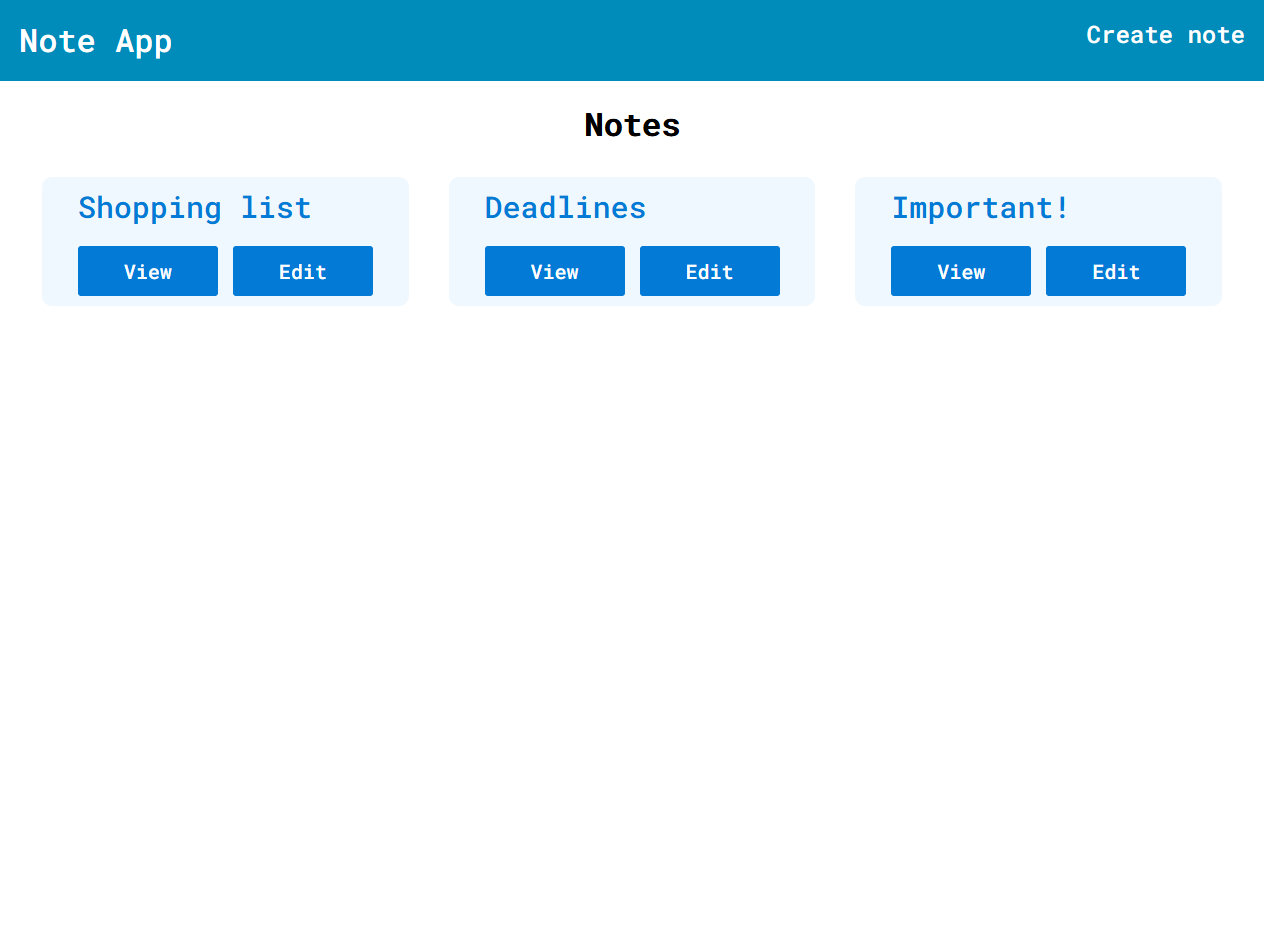 Note App
Create note
Notes
Shopping list
View Edit
Deadlines
View Edit
Important!
View Edit